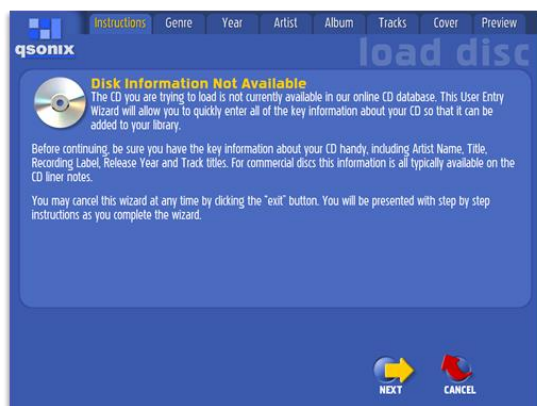 Instructions Genre Year Artist Album Tracks Cover Preview
qsonix
load disc
Disk Information Not Available
The CD you are trying to load is not currently available in our online CD database. This User Entry
Wizard will allow you to quickly enter all of the key information about your CD so that it can be
added to your library.
Before continuing, be sure you have the key information about your CD handy, including Artist Name, Title,
Recording Label, Release Year and Track titles. For commercial discs this information is all typically available on the
CD liner notes.
You may cancel this wizard at any time by clicking the "exit" button. You will be presented with step by step
instructions as you complete the wizard.
NEXT CANCEL